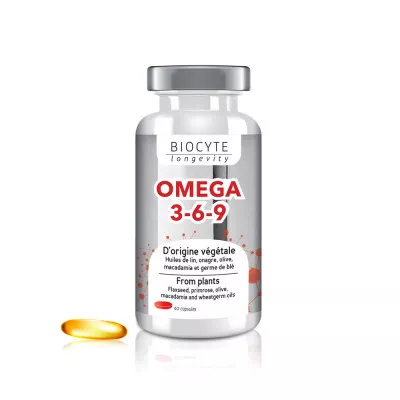 BIOCYTE
longevity
OMEGA
3-6-9
D'origine végétale
Huiles de lin, onagre, olive,
macadamia et germe de blé
From plants
Flaxseed, primrose, olive,
macadamia and wheatgerm oils
60 capsules